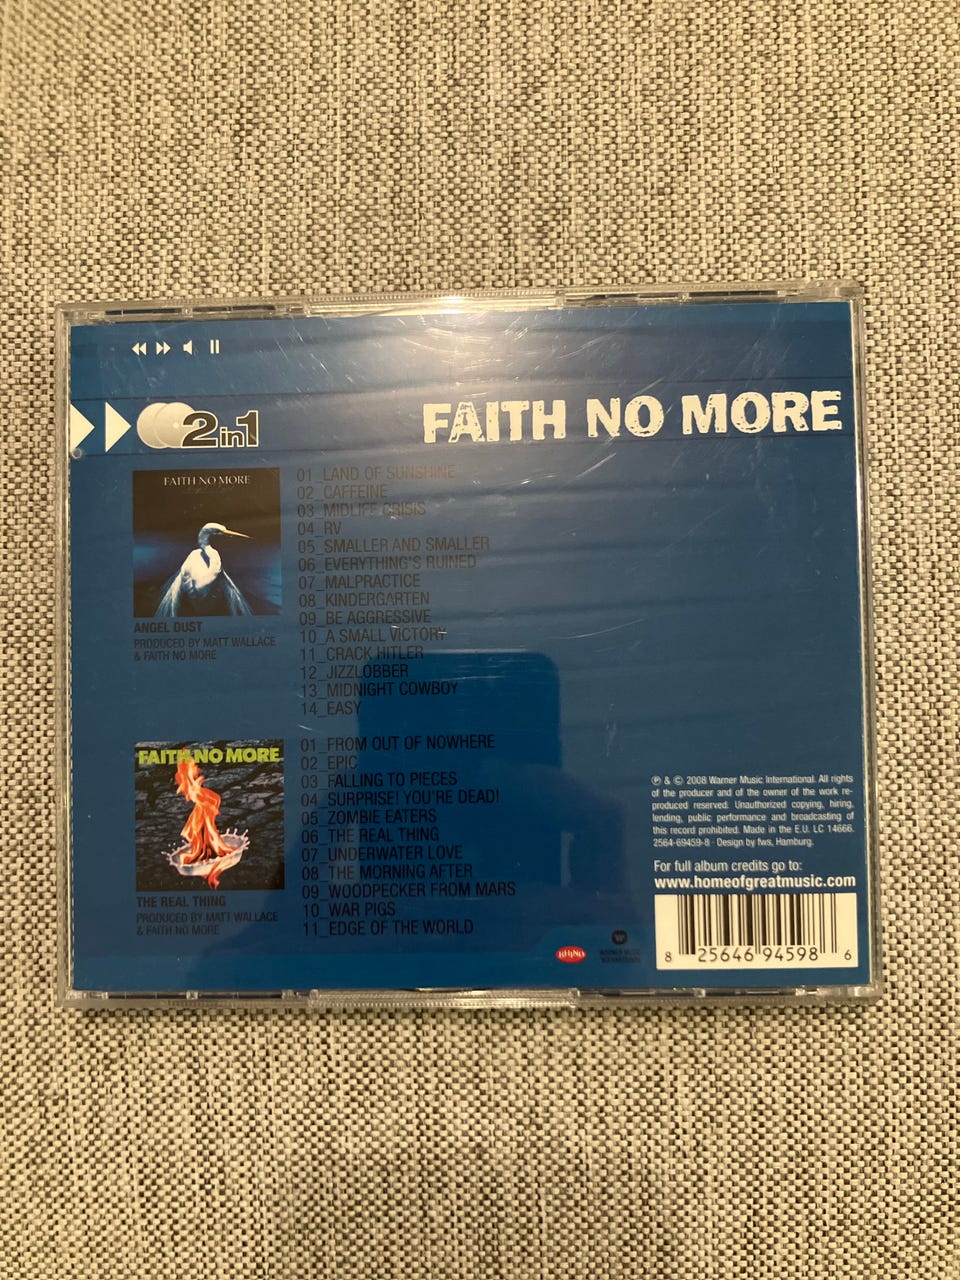 2in1
FAITH NO MORE
FAITH NO MORE
01_LAND OF SUNSHINE
02_CAFFEINE
03_MIDLIFE CRISIS
04_RV
05_SMALLER AND SMALLER
06_EVERYTHING'S RUINED
07_MALPRACTICE
08_KINDERGARTEN
09_BE AGGRESSIVE
10_A SMALL VICTORY
11_CRACK HITLER
12_JIZZLOBBER
13_MIDNIGHT COWBOY
14_EASY
ANGEL DUST
PRODUCED BY MATT WALLACE
& FAITH NO MORE
FAITH NO MORE
01_FROM OUT OF NOWHERE
02_EPIC
03_FALLING TO PIECES
04_SURPRISE! YOU'RE DEAD!
05_ZOMBIE EATERS
06_THE REAL THING
07_UNDERWATER LOVE
08_THE MORNING AFTER
09_WOODPECKER FROM MARS
10_WAR PIGS
11_EDGE OF THE WORLD
THE REAL THING
PRODUCED BY MATT WALLACE
& FAITH NO MORE
℗ & © 2008 Warner Music International. All rights
of the producer and of the owner of the work re-
produced reserved. Unauthorized copying, hiring,
lending, public performance and broadcasting of
this record prohibited. Made in the E.U. LC 14666.
2564-69459-8 · Design by fws, Hamburg.
For full album credits go to:
www.homeofgreatmusic.com
RHINO
WARNER MUSIC
8 25646 94598 6